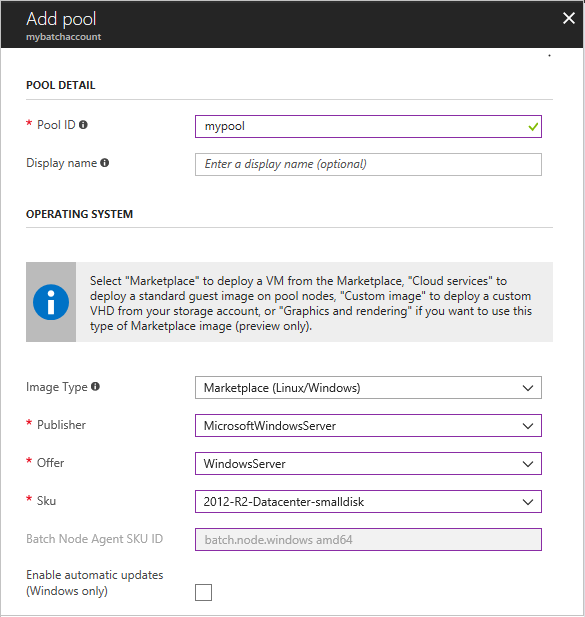 Add pool
mybatchaccount
POOL DETAIL
* Pool ID
mypool
Display name
Enter a display name (optional)
OPERATING SYSTEM
Select "Marketplace" to deploy a VM from the Marketplace, "Cloud services" to
deploy a standard guest image on pool nodes, "Custom image" to deploy a custom
VHD from your storage account, or "Graphics and rendering" if you want to use this
type of Marketplace image (preview only).
Image Type
Marketplace (Linux/Windows)
* Publisher
MicrosoftWindowsServer
* Offer
WindowsServer
* Sku
2012-R2-Datacenter-smalldisk
Batch Node Agent SKU ID
batch.node.windows amd64
Enable automatic updates
(Windows only)